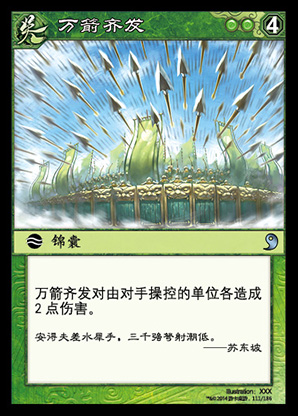 万箭齐发 4
锦囊
万箭齐发对由对手操控的单位各造成
2点伤害。
安得夫差水犀手，三千强弩射潮低。
——苏东坡
Illustration: XXX